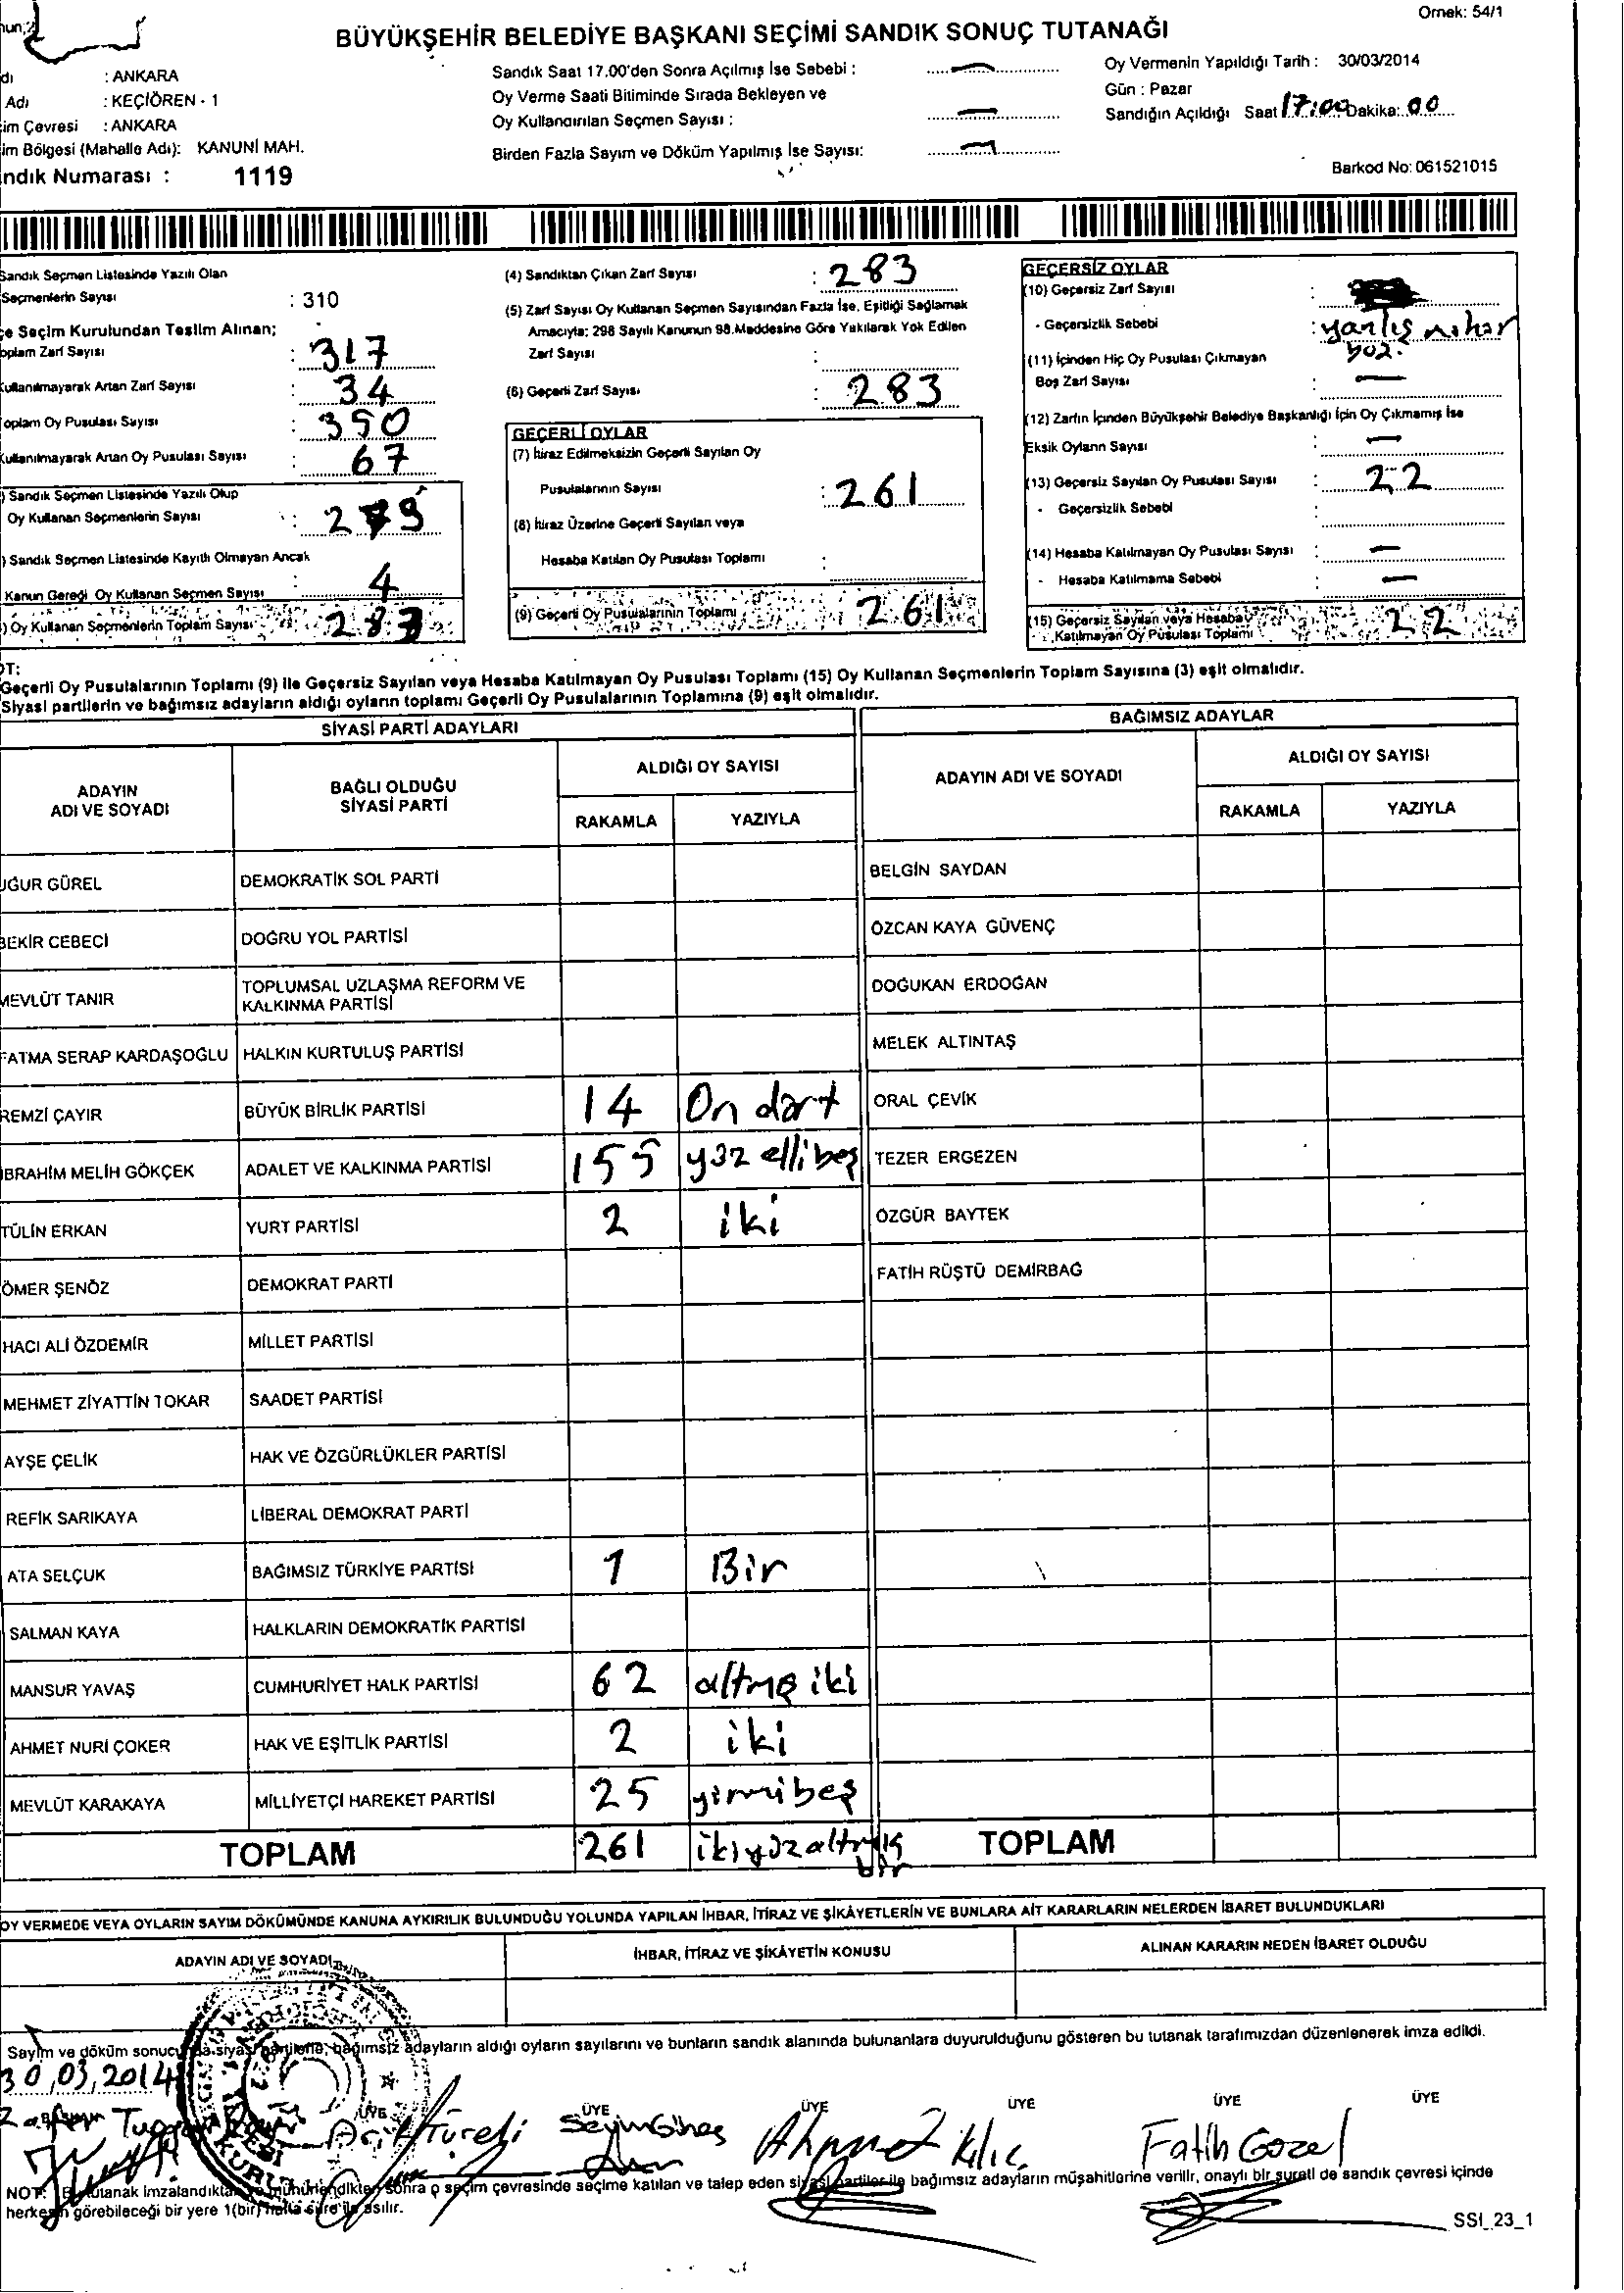 Örnek: 54/1
BÜYÜKŞEHİR BELEDİYE BAŞKANI SEÇİMİ SANDIK SONUÇ TUTANAĞI
dı : ANKARA
Adı : KEÇİÖREN - 1
im Çevresi : ANKARA
im Bölgesi (Mahalle Adı): KANUNİ MAH.
ndık Numarası : 1119
Sandık Saat 17.00'den Sonra Açılmış İse Sebebi : —
Oy Verme Saati Bitiminde Sırada Bekleyen ve
Oy Kullandırılan Seçmen Sayısı : —
Birden Fazla Sayım ve Döküm Yapılmış İse Sayısı: —
Oy Vermenin Yapıldığı Tarih : 30/03/2014
Gün : Pazar
Sandığın Açıldığı Saat 17:00 Dakika: 00
Barkod No: 061521015
Sandık Seçmen Listesinde Yazılı Olan
Seçmenlerin Sayısı : 310
çe Seçim Kurulundan Teslim Alınan;
oplam Zarf Sayısı : 317
Kullanılmayarak Artan Zarf Sayısı : 34
Toplam Oy Pusulası Sayısı : 350
Kullanılmayarak Artan Oy Pusulası Sayısı : 67
) Sandık Seçmen Listesinde Yazılı Olup
Oy Kullanan Seçmenlerin Sayısı : 279
) Sandık Seçmen Listesinde Kayıtlı Olmayan Ancak
Kanun Gereği Oy Kullanan Seçmen Sayısı : 4
) Oy Kullanan Seçmenlerin Toplam Sayısı : 283
(4) Sandıktan Çıkan Zarf Sayısı : 283
(5) Zarf Sayısı Oy Kullanan Seçmen Sayısından Fazla İse, Eşitliği Sağlamak
Amacıyla; 298 Sayılı Kanunun 98.Maddesine Göre Yakılarak Yok Edilen
Zarf Sayısı :
(6) Geçerli Zarf Sayısı : 283
GEÇERLİ OYLAR
(7) İtiraz Edilmeksizin Geçerli Sayılan Oy
Pusulalarının Sayısı : 261
(8) İtiraz Üzerine Geçerli Sayılan veya
Hesaba Katılan Oy Pusulası Toplamı :
(9) Geçerli Oy Pusulalarının Toplamı 261
GEÇERSİZ OYLAR
(10) Geçersiz Zarf Sayısı :
- Geçersizlik Sebebi : yanlış mühür
(11) İçinden Hiç Oy Pusulası Çıkmayan
Boş Zarf Sayısı : —
(12) Zarfın İçinden Büyükşehir Belediye Başkanlığı İçin Oy Çıkmamış İse
Eksik Oyların Sayısı : —
(13) Geçersiz Sayılan Oy Pusulası Sayısı : 22
- Geçersizlik Sebebi :
(14) Hesaba Katılmayan Oy Pusulası Sayısı : —
- Hesaba Katılmama Sebebi : —
(15) Geçersiz Sayılan veya Hesaba
Katılmayan Oy Pusulası Toplamı : 22
OT:
Geçerli Oy Pusulalarının Toplamı (9) ile Geçersiz Sayılan veya Hesaba Katılmayan Oy Pusulası Toplamı (15) Oy Kullanan Seçmenlerin Toplam Sayısına (3) eşit olmalıdır.
Siyasi partilerin ve bağımsız adayların aldığı oyların toplamı Geçerli Oy Pusulalarının Toplamına (9) eşit olmalıdır.
SİYASİ PARTİ ADAYLARI BAĞIMSIZ ADAYLAR
ADAYIN ADI VE SOYADI BAĞLI OLDUĞU SİYASİ PARTİ ALDIĞI OY SAYISI RAKAMLA YAZIYLA
ADAYIN ADI VE SOYADI ALDIĞI OY SAYISI RAKAMLA YAZIYLA
UĞUR GÜREL DEMOKRATİK SOL PARTİ BELGİN SAYDAN
BEKİR CEBECİ DOĞRU YOL PARTİSİ ÖZCAN KAYA GÜVENÇ
MEVLÜT TANIR TOPLUMSAL UZLAŞMA REFORM VE KALKINMA PARTİSİ DOĞUKAN ERDOĞAN
FATMA SERAP KARDAŞOĞLU HALKIN KURTULUŞ PARTİSİ MELEK ALTINTAŞ
REMZİ ÇAYIR BÜYÜK BİRLİK PARTİSİ 14 On dört ORAL ÇEVİK
İBRAHİM MELİH GÖKÇEK ADALET VE KALKINMA PARTİSİ 155 yüz ellibeş TEZER ERGEZEN
TÜLİN ERKAN YURT PARTİSİ 2 iki ÖZGÜR BAYTEK
ÖMER ŞENÖZ DEMOKRAT PARTİ FATİH RÜŞTÜ DEMİRBAĞ
HACI ALİ ÖZDEMİR MİLLET PARTİSİ
MEHMET ZİYATTİN TOKAR SAADET PARTİSİ
AYŞE ÇELİK HAK VE ÖZGÜRLÜKLER PARTİSİ
REFİK SARIKAYA LİBERAL DEMOKRAT PARTİ
ATA SELÇUK BAĞIMSIZ TÜRKİYE PARTİSİ 1 Bir
SALMAN KAYA HALKLARIN DEMOKRATİK PARTİSİ
MANSUR YAVAŞ CUMHURİYET HALK PARTİSİ 62 altmış iki
AHMET NURİ ÇOKER HAK VE EŞİTLİK PARTİSİ 2 iki
MEVLÜT KARAKAYA MİLLİYETÇİ HAREKET PARTİSİ 25 yirmibeş
TOPLAM 261 ikiyüzaltmış bir TOPLAM
OY VERMEDE VEYA OYLARIN SAYIM DÖKÜMÜNDE KANUNA AYKIRILIK BULUNDUĞU YOLUNDA YAPILAN İHBAR, İTİRAZ VE ŞİKÂYETLERİN VE BUNLARA AİT KARARLARIN NELERDEN İBARET BULUNDUKLARI
ADAYIN ADI VE SOYADI İHBAR, İTİRAZ VE ŞİKÂYETİN KONUSU ALINAN KARARIN NEDEN İBARET OLDUĞU
Sayım ve döküm sonucunda siyasi partilerle, bağımsız adayların aldığı oyların sayılarını ve bunların sandık alanında bulunanlara duyurulduğunu gösteren bu tutanak tarafımızdan düzenlenerek imza edildi.
30,03,2014
ÜYE ÜYE ÜYE ÜYE ÜYE ÜYE
Zafer Arif Türedi Seyin Güneş Ahmet Kılıç Fatih Gözel
NOT: Bu tutanak imzalandıktan ve mühürlendikten sonra o seçim çevresinde seçime katılan ve talep eden siyasi partiler ile bağımsız adayların müşahitlerine verilir, onaylı bir sureti de sandık çevresi içinde
herkesin görebileceği bir yere 1(bir) hafta süre ile asılır.
SSI_23_1